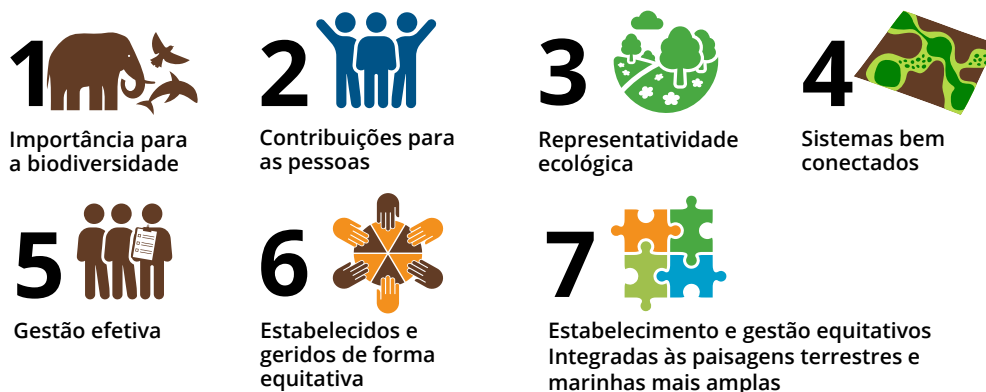 1
Importância para
a biodiversidade
2
Contribuições para
as pessoas
3
Representatividade
ecológica
4
Sistemas bem
conectados
5
Gestão efetiva
6
Estabelecidos e
geridos de forma
equitativa
7
Estabelecimento e gestão equitativos
Integradas às paisagens terrestres e
marinhas mais amplas